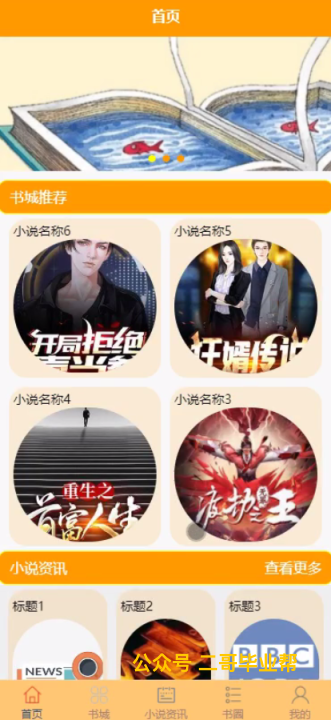 首页
书城推荐
小说名称6
小说名称5
开局拒绝
赘婿传说
小说名称4
小说名称3
重生之
首富人生
渡劫之王
小说资讯 查看更多
标题1
标题2
标题3
NEWS
BBC
公众号 二哥毕业帮
首页 书城 小说资讯 书圈 我的